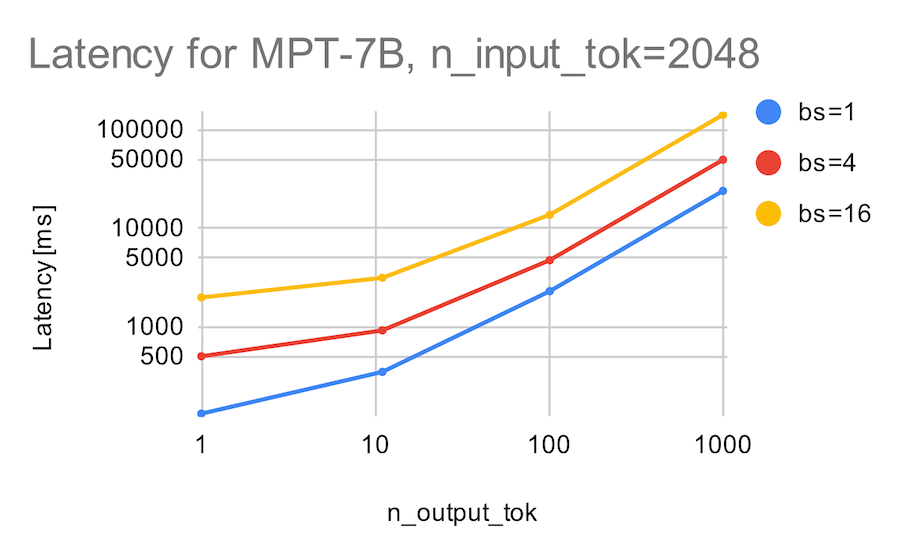 Latency for MPT-7B, n_input_tok=2048
bs=1
bs=4
bs=16
Latency [ms]
100000
50000
10000
5000
1000
500
1
10
100
1000
n_output_tok